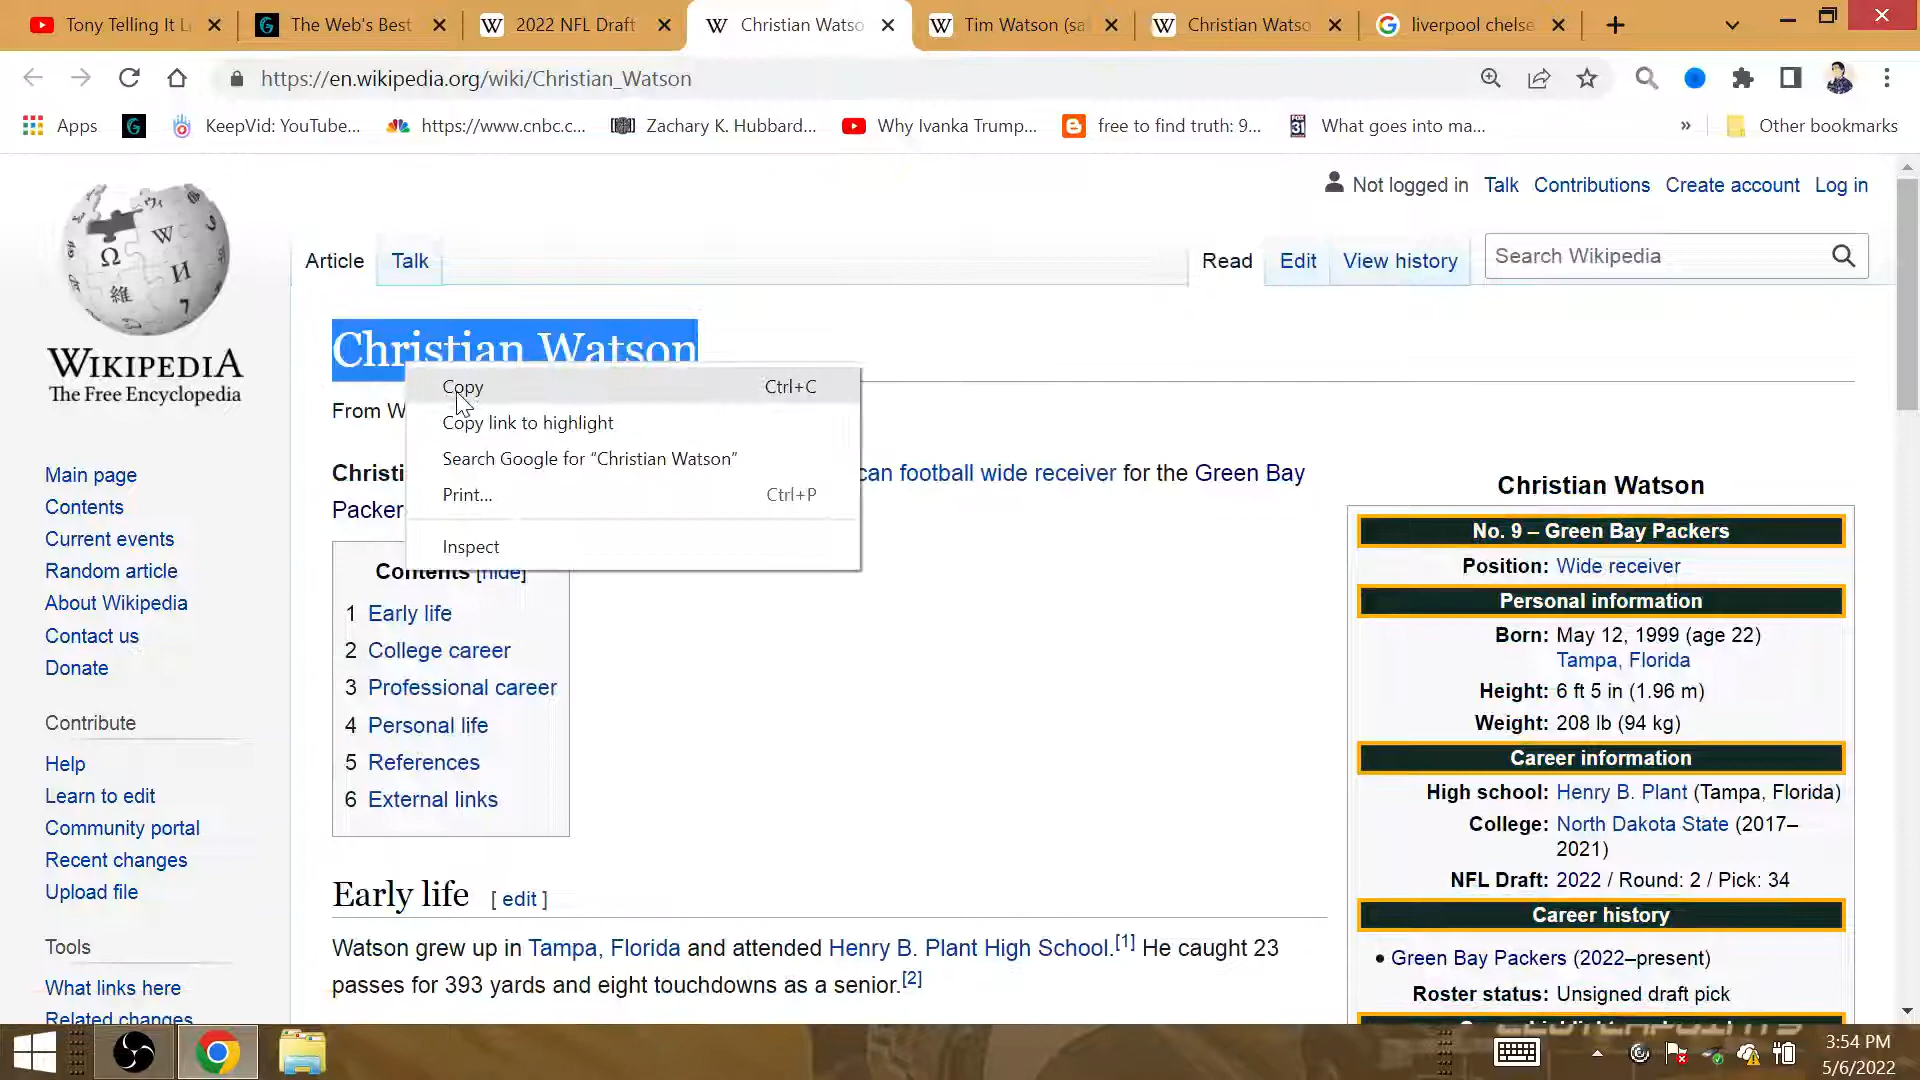 Tony Telling It Li
The Web's Best
2022 NFL Draft
Christian Watso
Tim Watson (sa
Christian Watso
liverpool chelse
https://en.wikipedia.org/wiki/Christian_Watson
Apps
KeepVid: YouTube...
https://www.cnbc.c...
Zachary K. Hubbard...
Why Ivanka Trump,...
free to find truth: 9...
What goes into ma...
»
Other bookmarks
Not logged in
Talk
Contributions
Create account
Log in
Article
Talk
Read
Edit
View history
Search Wikipedia
WIKIPEDIA
The Free Encyclopedia
Christian Watson
Copy Ctrl+C
Copy link to highlight
Search Google for “Christian Watson”
Print... Ctrl+P
Inspect
From W
Christi
can football wide receiver for the Green Bay
Packer
Contents [hide]
1 Early life
2 College career
3 Professional career
4 Personal life
5 References
6 External links
Early life [ edit ]
Watson grew up in Tampa, Florida and attended Henry B. Plant High School.[1] He caught 23
passes for 393 yards and eight touchdowns as a senior.[2]
Main page
Contents
Current events
Random article
About Wikipedia
Contact us
Donate
Contribute
Help
Learn to edit
Community portal
Recent changes
Upload file
Tools
What links here
Related changes
Christian Watson
No. 9 – Green Bay Packers
Position: Wide receiver
Personal information
Born: May 12, 1999 (age 22)
Tampa, Florida
Height: 6 ft 5 in (1.96 m)
Weight: 208 lb (94 kg)
Career information
High school: Henry B. Plant (Tampa, Florida)
College: North Dakota State (2017–
2021)
NFL Draft: 2022 / Round: 2 / Pick: 34
Career history
• Green Bay Packers (2022–present)
Roster status: Unsigned draft pick
3:54 PM
5/6/2022